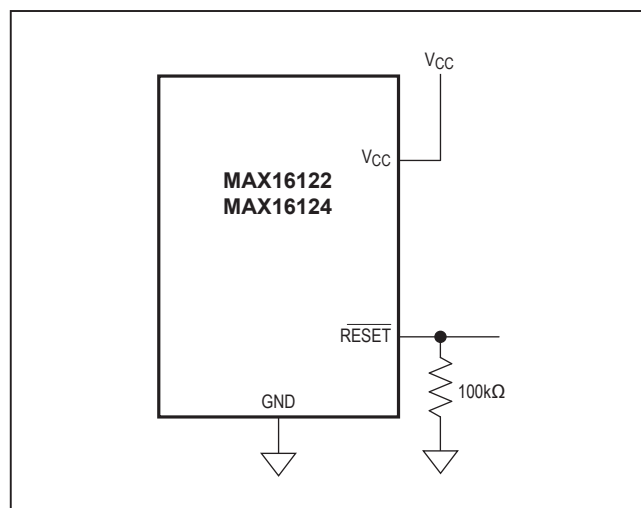 VCC
VCC
MAX16122
MAX16124
RESET
100kΩ
GND